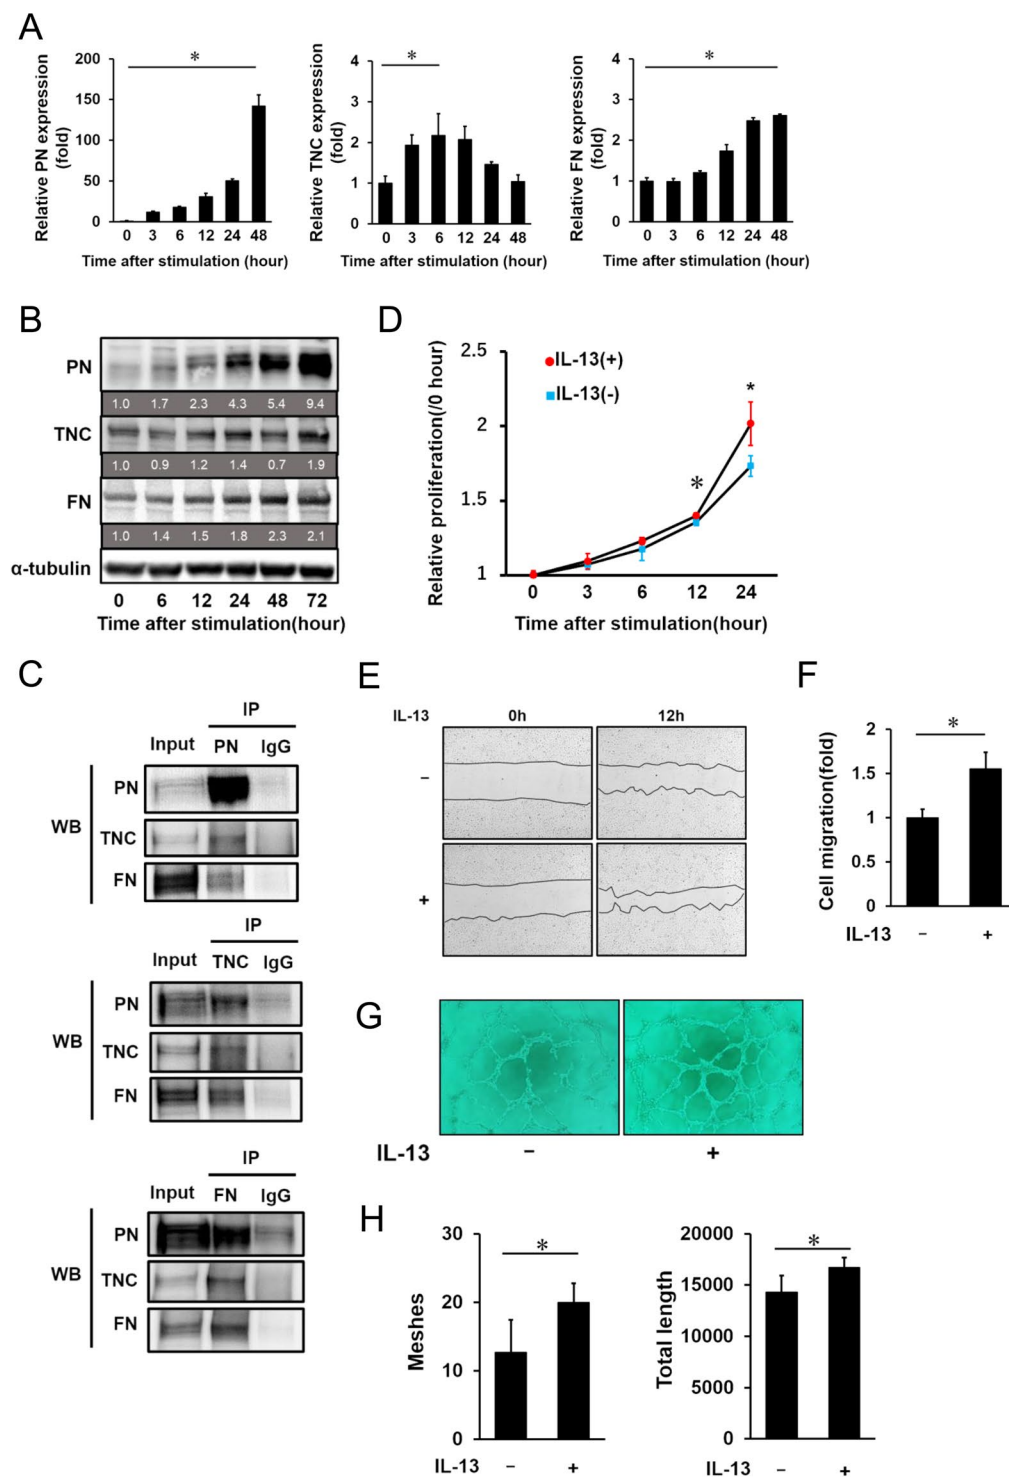 A
Relative PN expression
(fold)
200
150
100
50
0
*
0 3 6 12 24 48
Time after stimulation (hour)
Relative TNC expression
(fold)
4
3
2
1
0
*
0 3 6 12 24 48
Time after stimulation (hour)
Relative FN expression
(fold)
4
3
2
1
0
*
0 3 6 12 24 48
Time after stimulation (hour)
B
PN
1.0 1.7 2.3 4.3 5.4 9.4
TNC
1.0 0.9 1.2 1.4 0.7 1.9
FN
1.0 1.4 1.5 1.8 2.3 2.1
α-tubulin
0 6 12 24 48 72
Time after stimulation(hour)
D
Relative proliferation(/0 hour)
2.5
2
1.5
1
IL-13(+)
IL-13(-)
*
*
0 3 6 12 24
Time after stimulation(hour)
C
IP
Input PN IgG
WB
PN
TNC
FN
IP
Input TNC IgG
WB
PN
TNC
FN
IP
Input FN IgG
WB
PN
TNC
FN
E
IL-13 0h 12h
−
+
F
Cell migration(fold)
2
1.5
1
0.5
0
*
IL-13 − +
G
IL-13 − +
H
Meshes
30
20
10
0
*
IL-13 − +
Total length
20000
15000
10000
5000
0
*
IL-13 − +